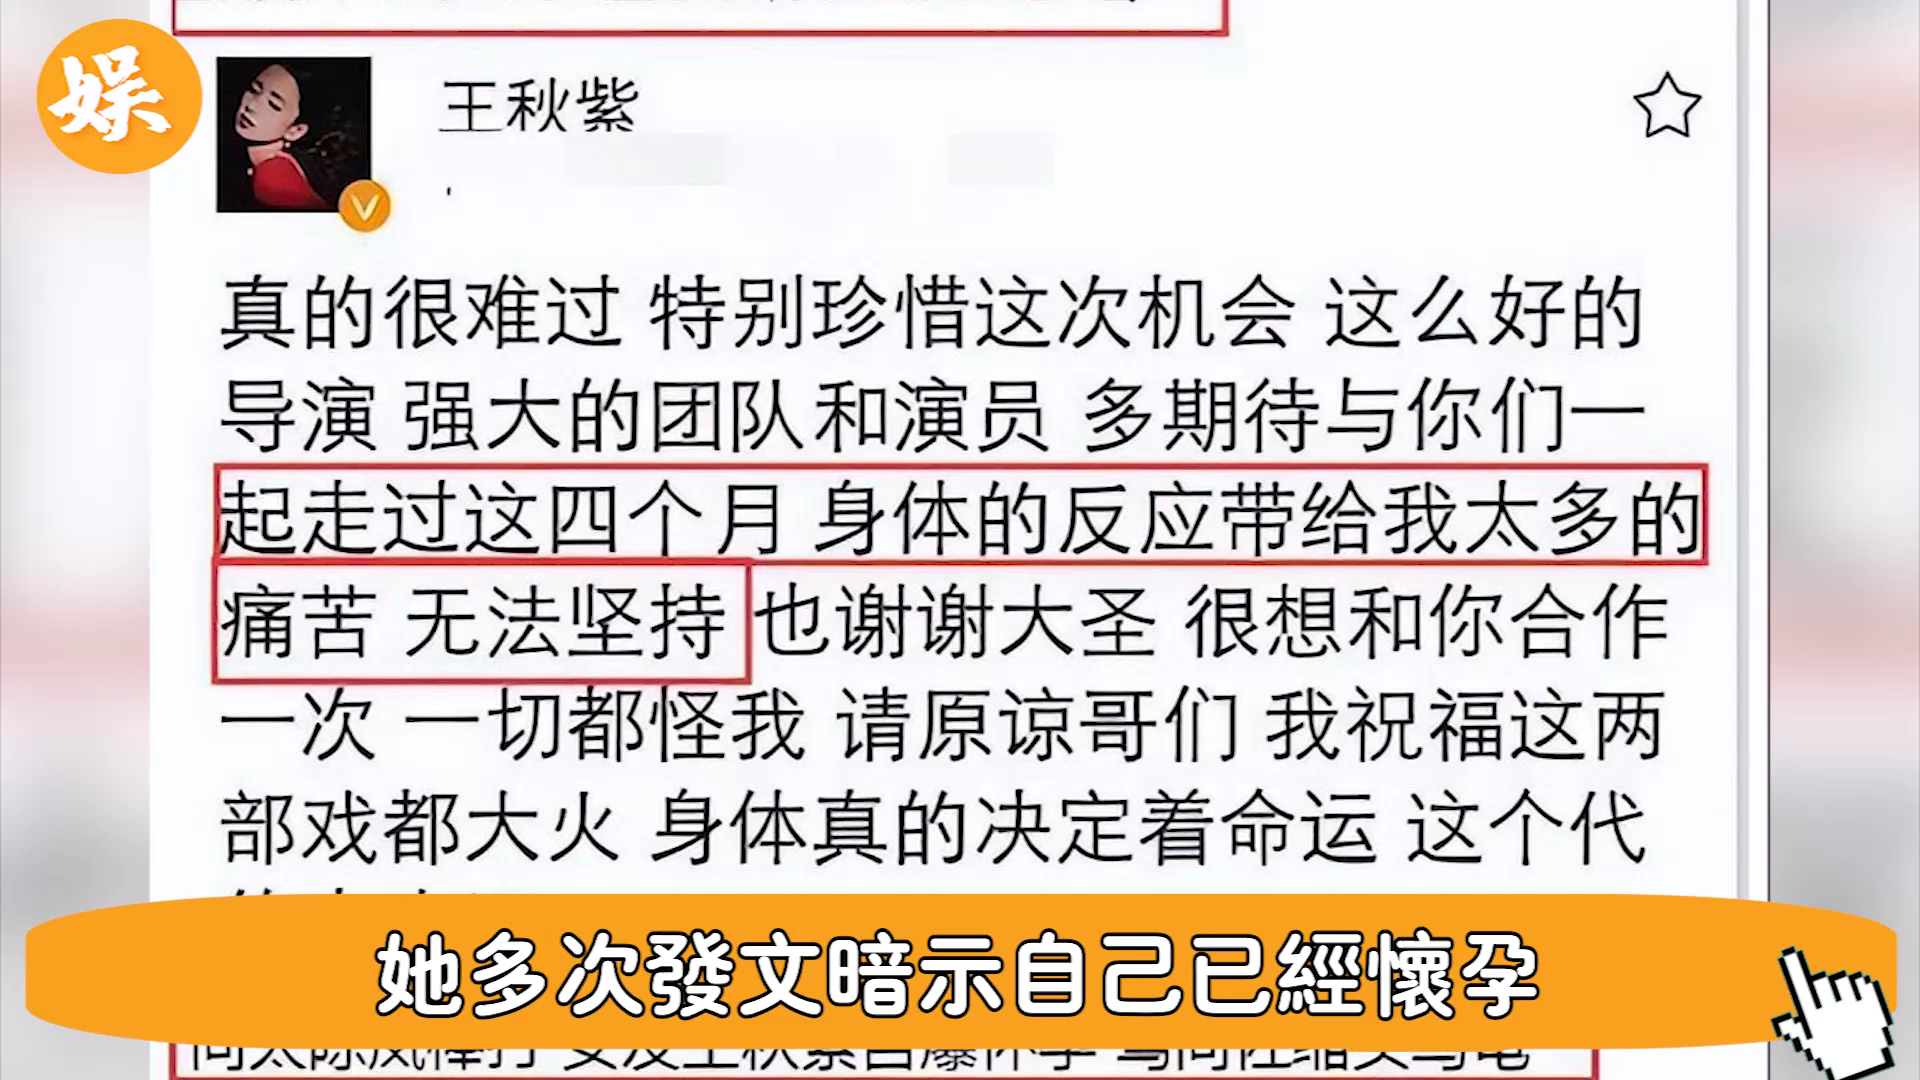 娱
王秋紫
V
真的很难过 特别珍惜这次机会 这么好的
导演 强大的团队和演员 多期待与你们一
起走过这四个月 身体的反应带给我太多的
痛苦 无法坚持 也谢谢大圣 很想和你合作
一次 一切都怪我 请原谅哥们 我祝福这两
部戏都大火 身体真的决定着命运 这个代
她多次發文暗示自己已經懷孕